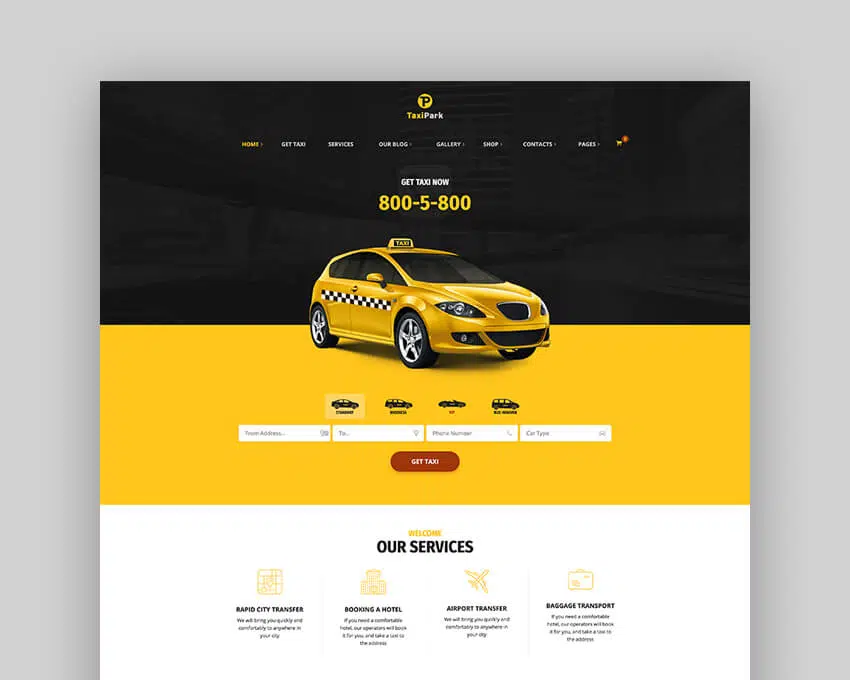 TaxiPark
HOME GET TAXI SERVICES OUR BLOG GALLERY SHOP CONTACTS PAGES
GET TAXI NOW
800-5-800
TAXI
STANDART BUSINESS VIP BUS-MINIVAN
From Address... To... Phone Number Car Type
GET TAXI
WELCOME
OUR SERVICES
RAPID CITY TRANSFER
We will bring you quickly and
comfortably to anywhere in
your city
BOOKING A HOTEL
If you need a comfortable
hotel, our operators will book
it for you, and take a taxi to
the address
AIRPORT TRANSFER
We will bring you quickly and
comfortably to anywhere in
your city
BAGGAGE TRANSPORT
If you need a comfortable
hotel, our operators will book
it for you, and take a taxi to
the address